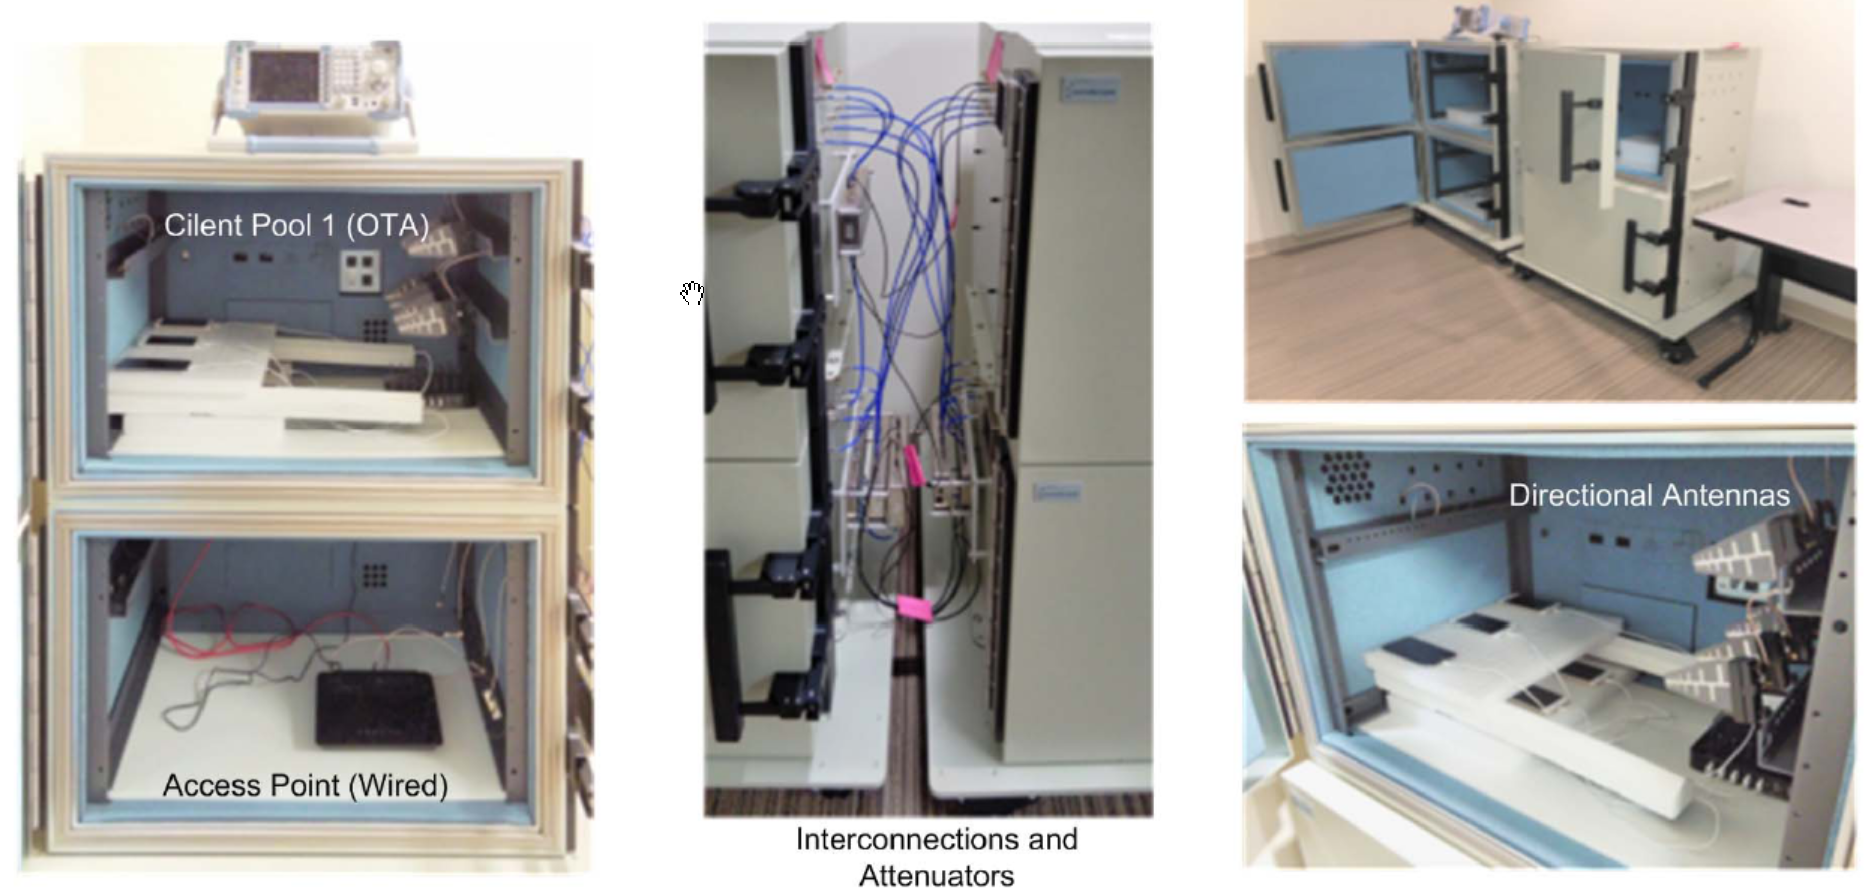 Cilent Pool 1 (OTA)
Access Point (Wired)
Interconnections and
Attenuators
Directional Antennas